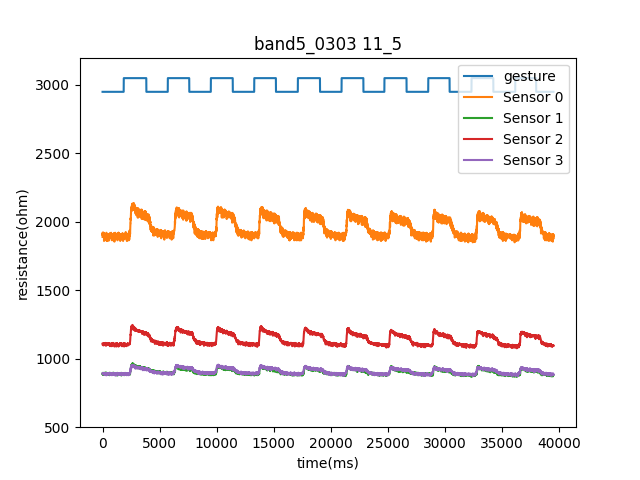 band5_0303 11_5
gesture
Sensor 0
Sensor 1
Sensor 2
Sensor 3
resistance(ohm)
3000
2500
2000
1500
1000
500
0 5000 10000 15000 20000 25000 30000 35000 40000
time(ms)